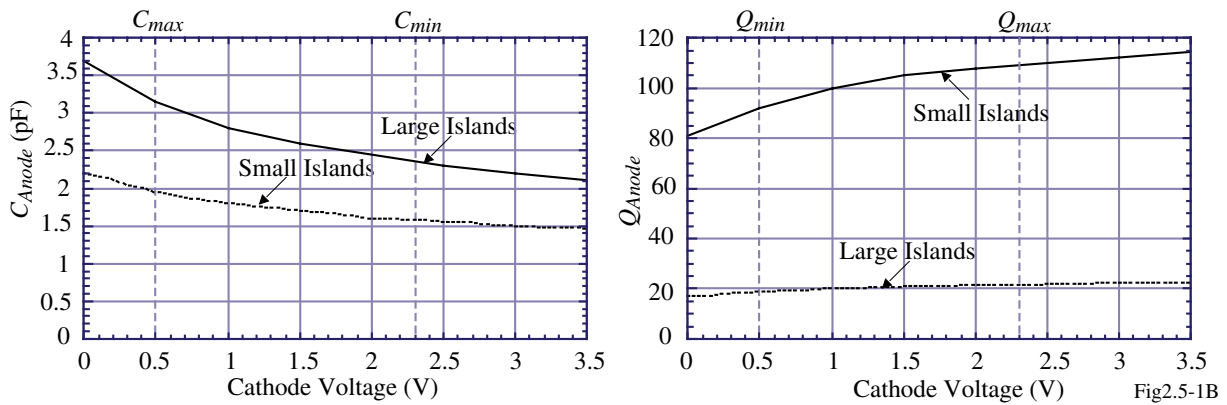 Cmax
Cmin
4
3.5
3
2.5
2
1.5
1
0.5
0
CAnode (pF)
Large Islands
Small Islands
0 0.5 1 1.5 2 2.5 3 3.5
Cathode Voltage (V)
Qmin
Qmax
120
100
80
60
40
20
0
QAnode
Small Islands
Large Islands
0 0.5 1 1.5 2 2.5 3 3.5
Cathode Voltage (V)
Fig2.5-1B